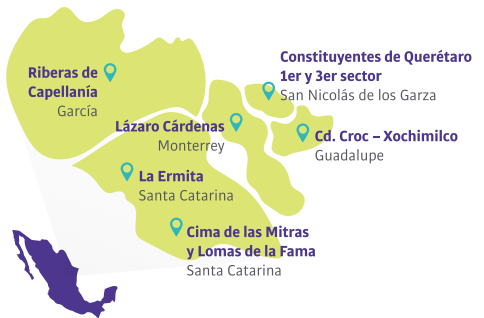 Constituyentes de Querétaro
1er y 3er sector
San Nicolás de los Garza
Riberas de
Capellanía
García
Lázaro Cárdenas
Monterrey
Cd. Croc – Xochimilco
Guadalupe
La Ermita
Santa Catarina
Cima de las Mitras
y Lomas de la Fama
Santa Catarina